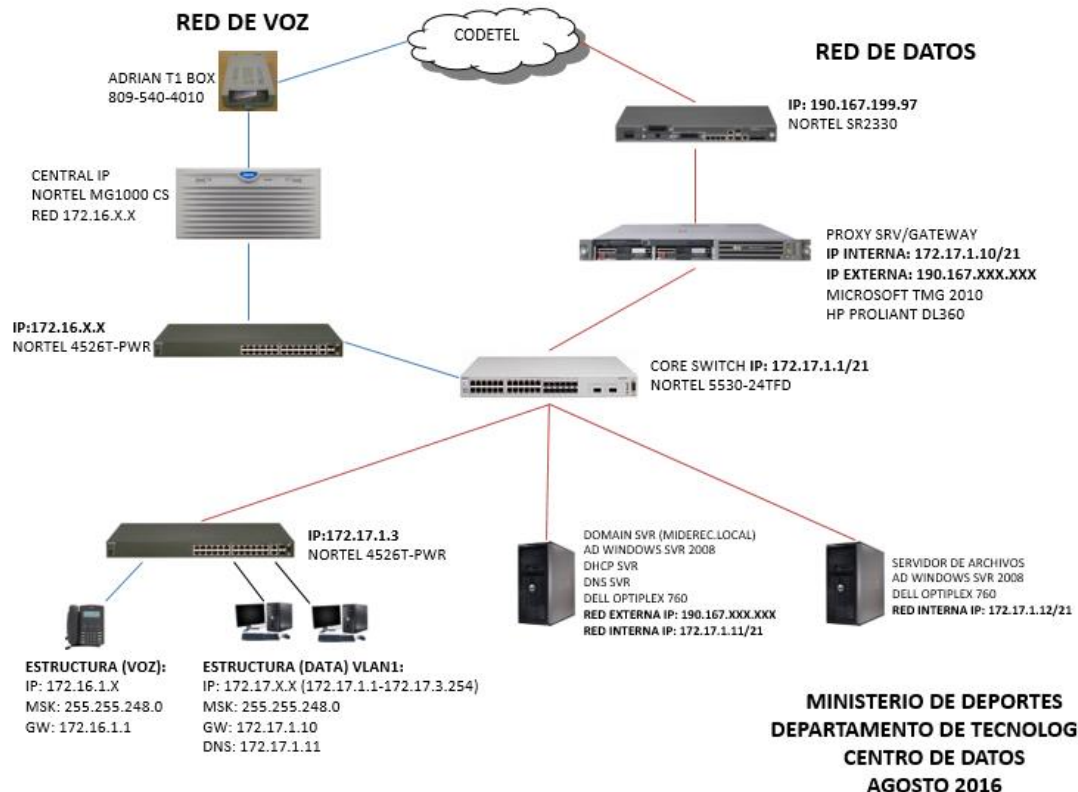 RED DE VOZ
CODETEL
RED DE DATOS
ADRIAN T1 BOX
809-540-4010
IP: 190.167.199.97
NORTEL SR2330
CENTRAL IP
NORTEL MG1000 CS
RED 172.16.X.X
PROXY SRV/GATEWAY
IP INTERNA: 172.17.1.10/21
IP EXTERNA: 190.167.XXX.XXX
MICROSOFT TMG 2010
HP PROLIANT DL360
IP:172.16.X.X
NORTEL 4526T-PWR
CORE SWITCH IP: 172.17.1.1/21
NORTEL 5530-24TFD
IP:172.17.1.3
NORTEL 4526T-PWR
DOMAIN SVR (MIDEREC.LOCAL)
AD WINDOWS SVR 2008
DHCP SVR
DNS SVR
DELL OPTIPLEX 760
RED EXTERNA IP: 190.167.XXX.XXX
RED INTERNA IP: 172.17.1.11/21
SERVIDOR DE ARCHIVOS
AD WINDOWS SVR 2008
DELL OPTIPLEX 760
RED INTERNA IP: 172.17.1.12/21
ESTRUCTURA (VOZ):
IP: 172.16.1.X
MSK: 255.255.248.0
GW: 172.16.1.1
ESTRUCTURA (DATA) VLAN1:
IP: 172.17.X.X (172.17.1.1-172.17.3.254)
MSK: 255.255.248.0
GW: 172.17.1.10
DNS: 172.17.1.11
MINISTERIO DE DEPORTES
DEPARTAMENTO DE TECNOLOG
CENTRO DE DATOS
AGOSTO 2016